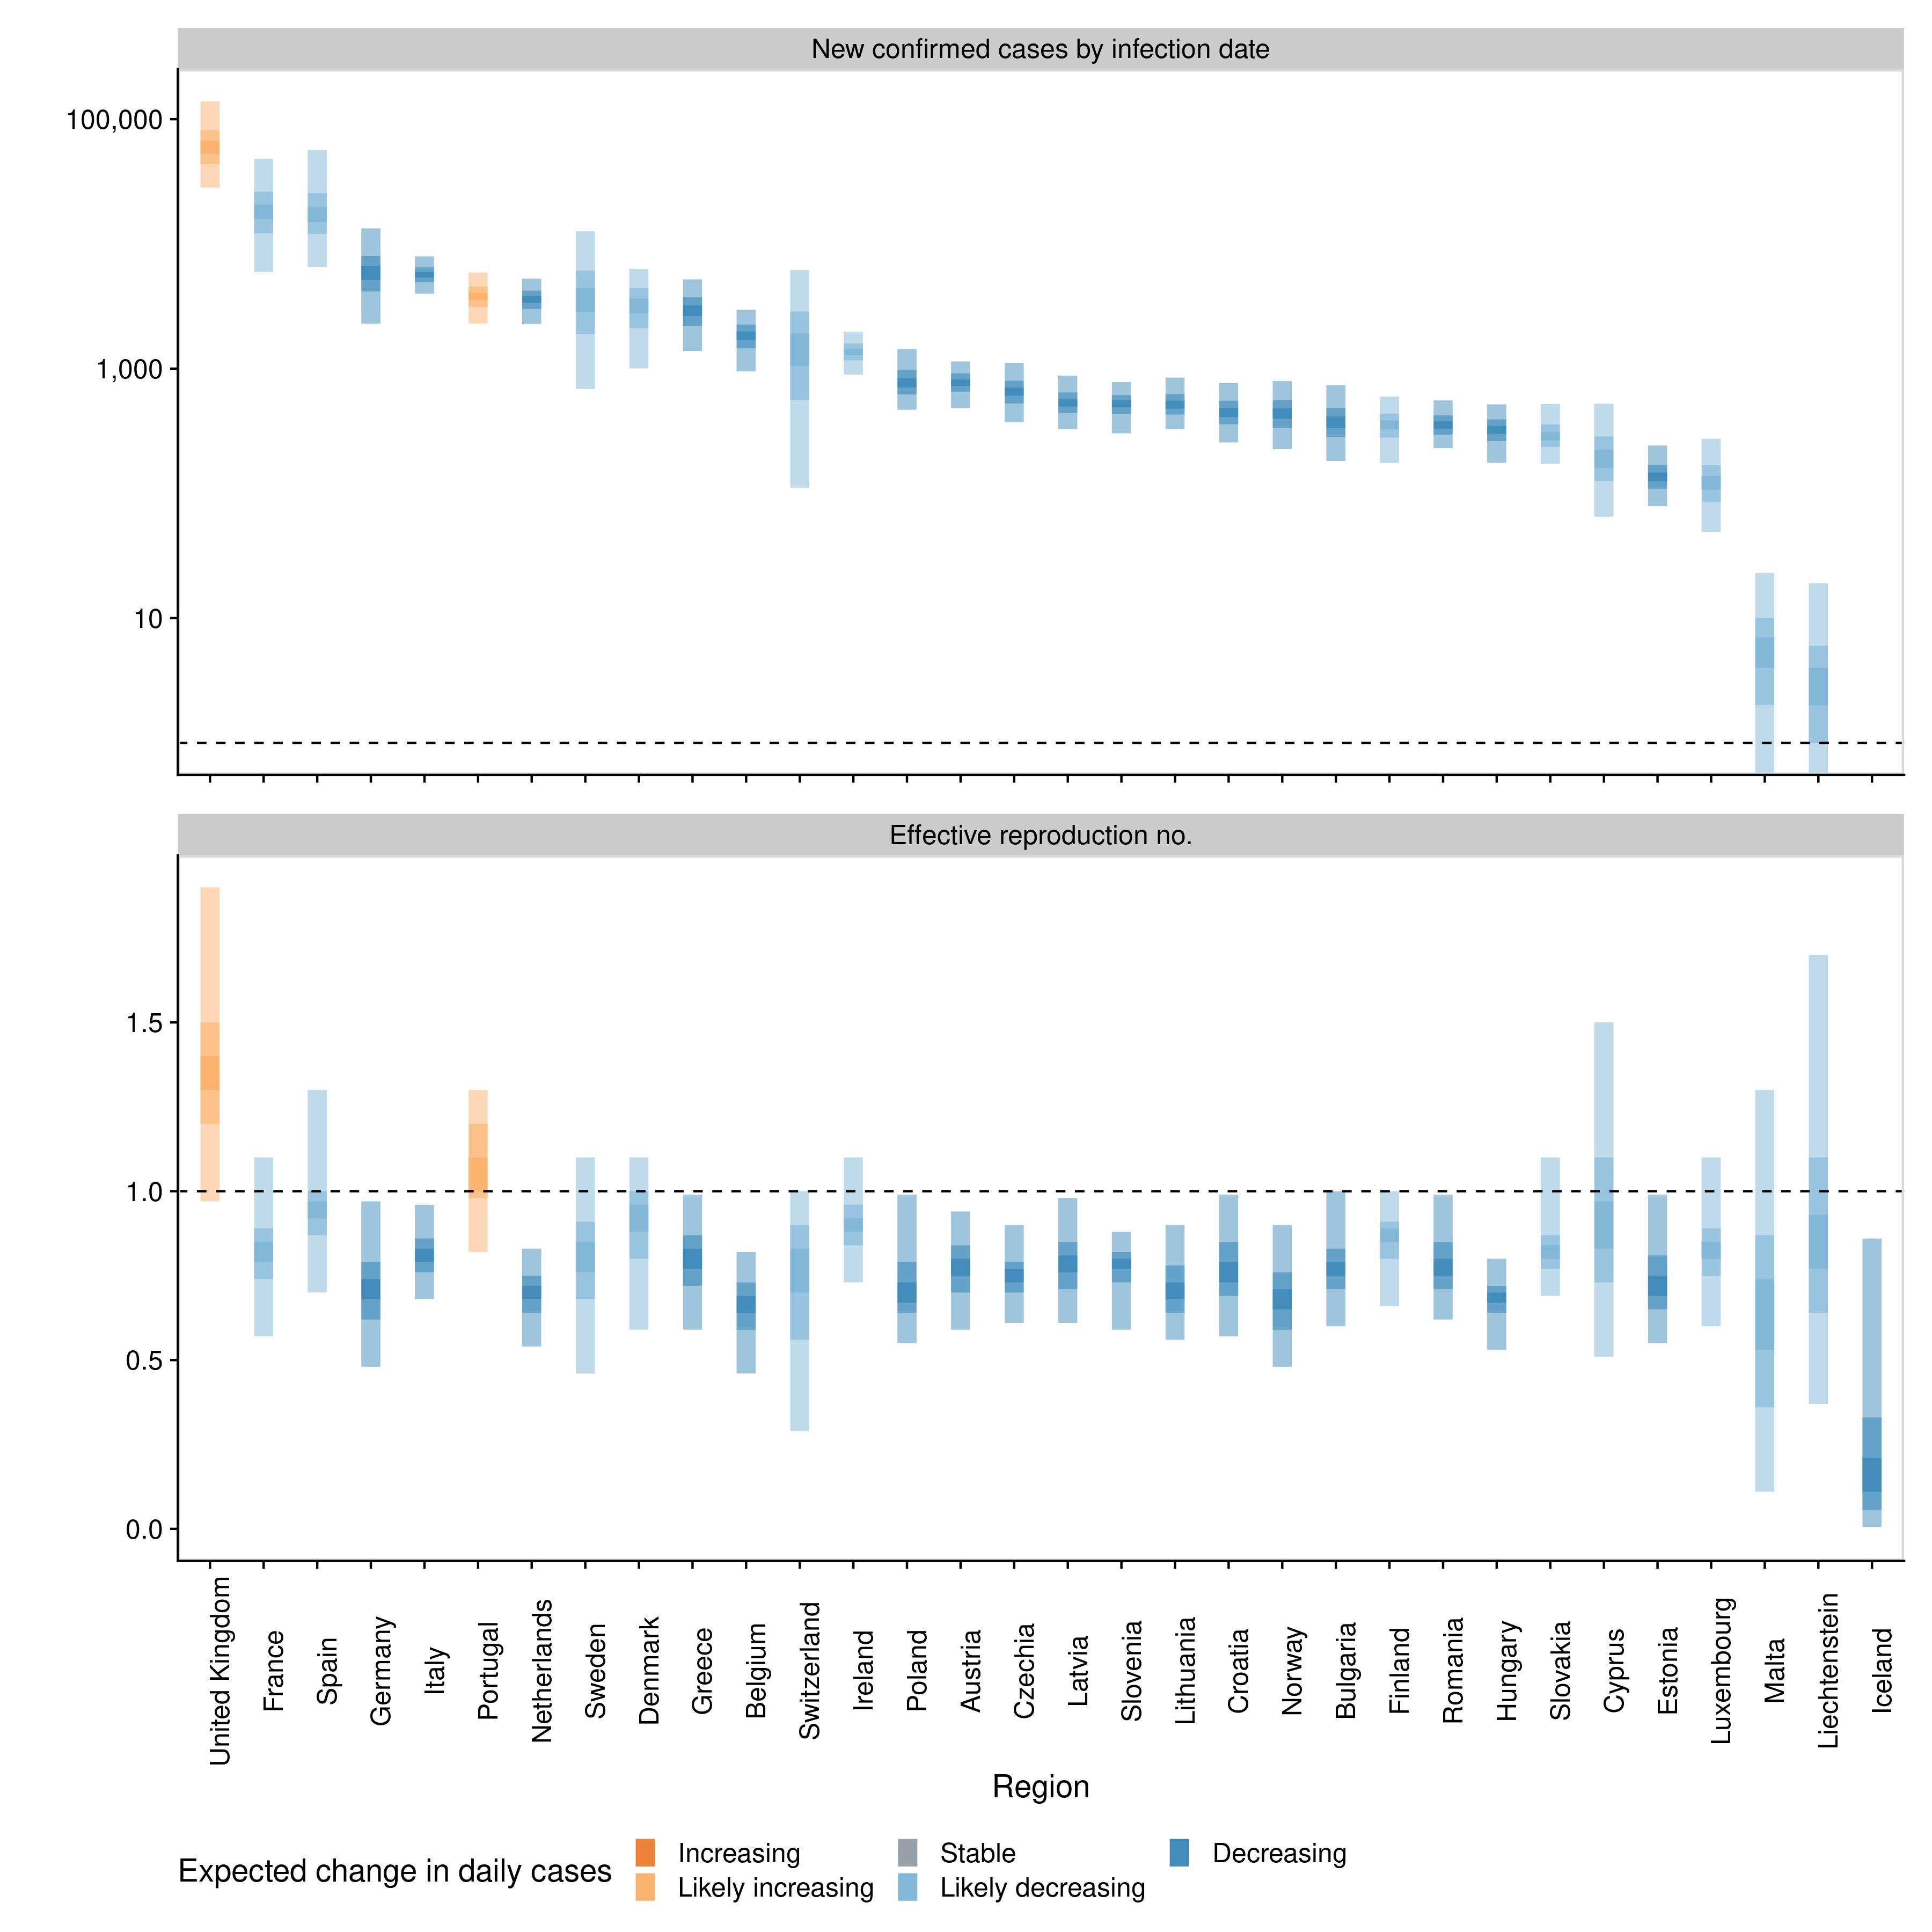 New confirmed cases by infection date
100,000
1,000
10
Effective reproduction no.
1.5
1.0
0.5
0.0
United Kingdom
France
Spain
Germany
Italy
Portugal
Netherlands
Sweden
Denmark
Greece
Belgium
Switzerland
Ireland
Poland
Austria
Czechia
Latvia
Slovenia
Lithuania
Croatia
Norway
Bulgaria
Finland
Romania
Hungary
Slovakia
Cyprus
Estonia
Luxembourg
Malta
Liechtenstein
Iceland
Region
Expected change in daily cases
Increasing
Likely increasing
Stable
Likely decreasing
Decreasing